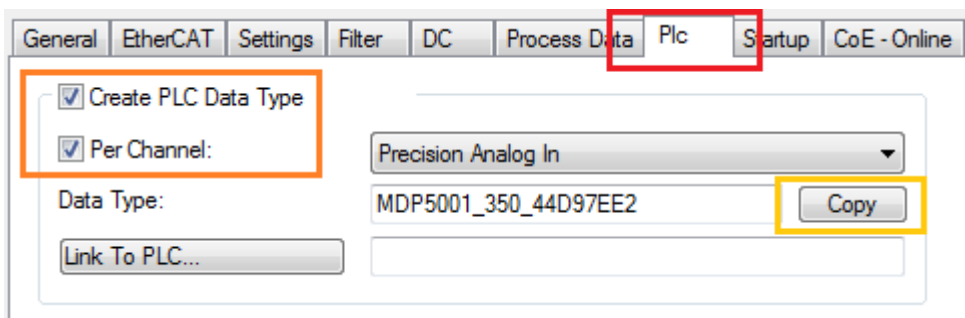 General EtherCAT Settings Filter DC Process Data Plc Startup CoE - Online
Create PLC Data Type
Per Channel: Precision Analog In
Data Type: MDP5001_350_44D97EE2 Copy
Link To PLC...